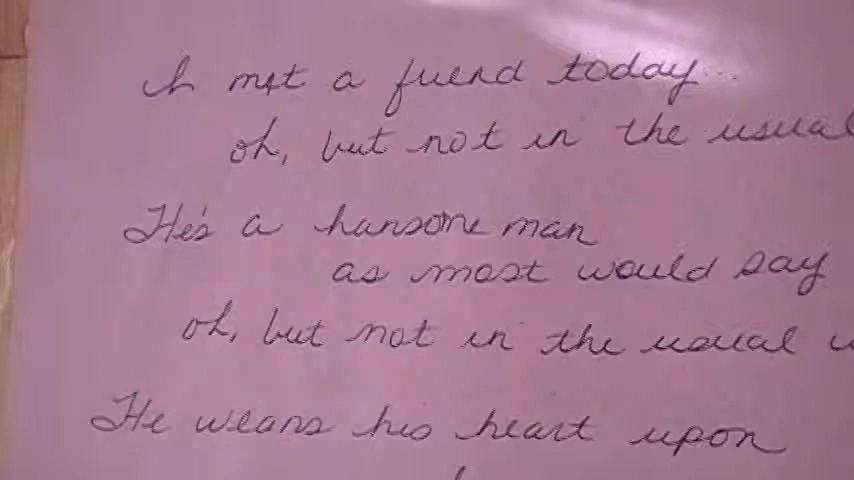 I met a friend today...
oh, but not in the usual
He's a hansome man
as most would say
oh, but not in the usual
He wears his heart upon